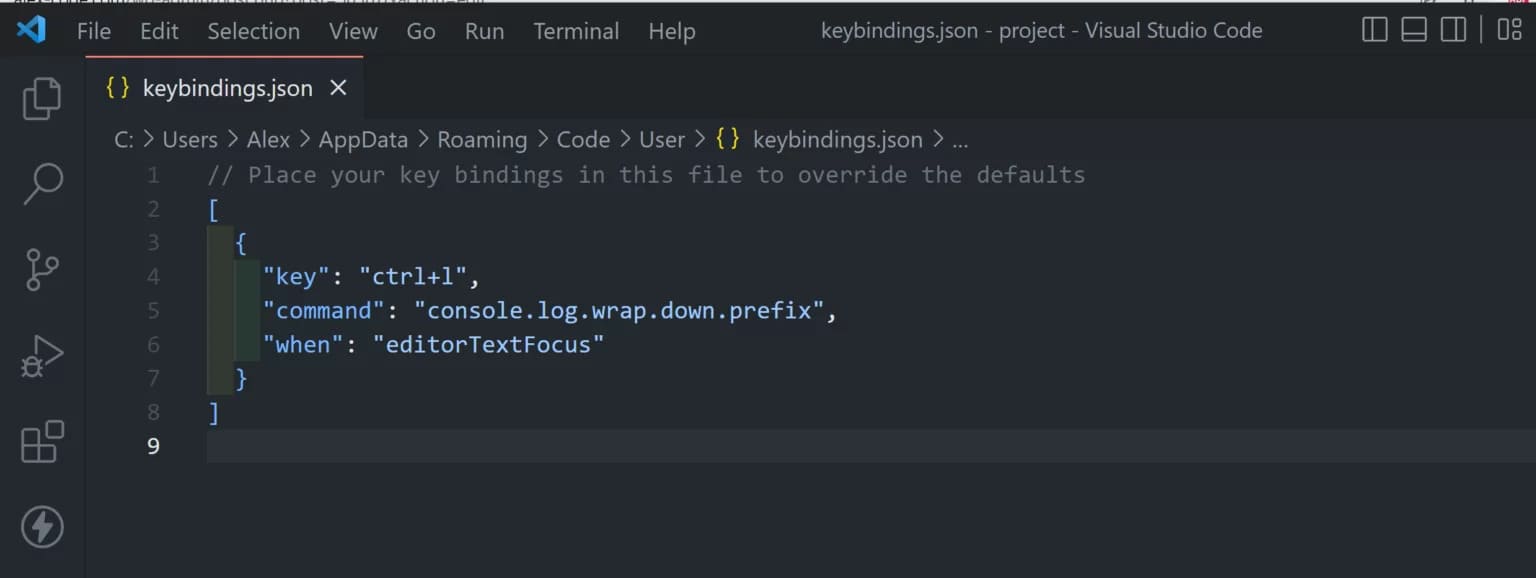 File Edit Selection View Go Run Terminal Help keybindings.json - project - Visual Studio Code
{ } keybindings.json
C: > Users > Alex > AppData > Roaming > Code > User > { } keybindings.json > ...
1 // Place your key bindings in this file to override the defaults
2 [
3 {
4 "key": "ctrl+l",
5 "command": "console.log.wrap.down.prefix",
6 "when": "editorTextFocus"
7 }
8 ]
9